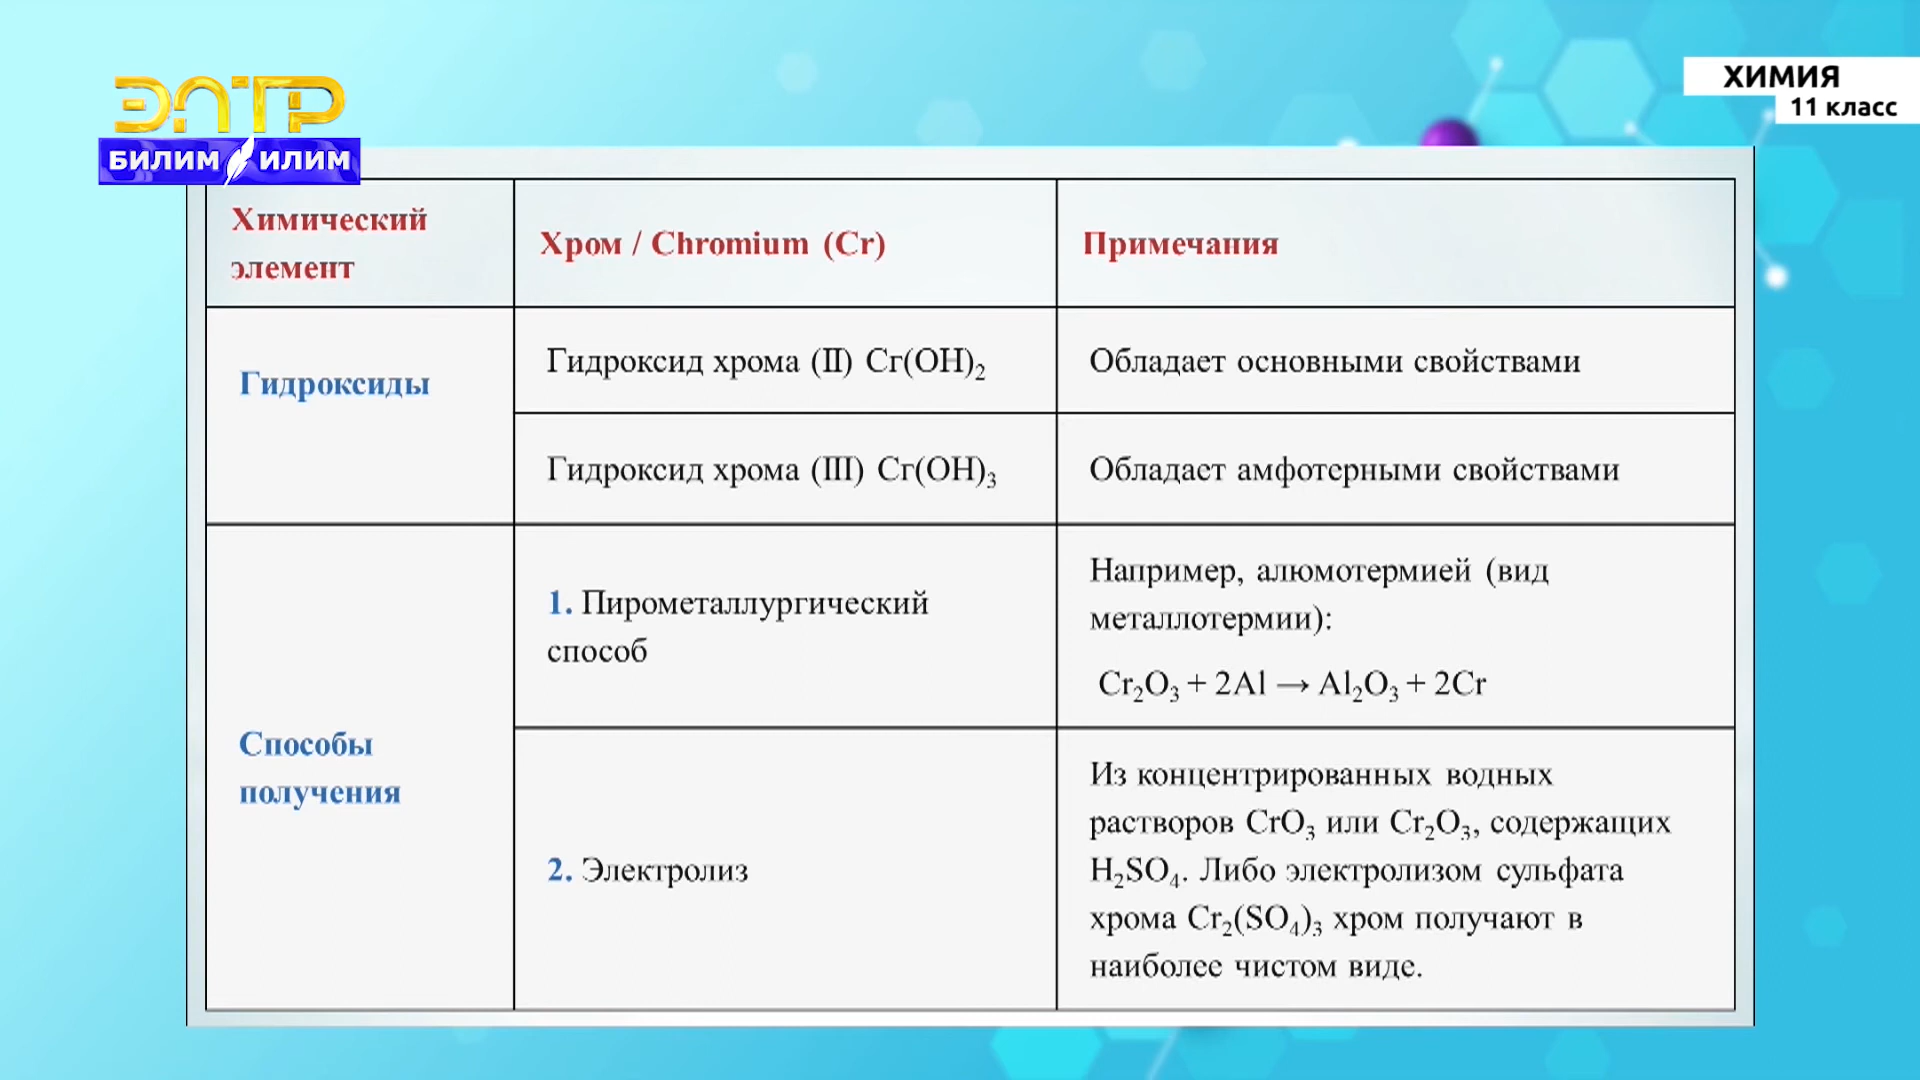 ЭЛТР
БИЛИМ ИЛИМ
ХИМИЯ
11 класс
Химический
элемент
Хром / Chromium (Cr)
Примечания
Гидроксиды
Гидроксид хрома (II) Cr(OH)₂
Обладает основными свойствами
Гидроксид хрома (III) Cr(OH)₃
Обладает амфотерными свойствами
Способы
получения
1. Пирометаллургический
способ
Например, алюмотермией (вид
металлотермии):
Cr₂O₃ + 2Al → Al₂O₃ + 2Cr
2. Электролиз
Из концентрированных водных
растворов CrO₃ или Cr₂O₃, содержащих
H₂SO₄. Либо электролизом сульфата
хрома Cr₂(SO₄)₃ хром получают в
наиболее чистом виде.